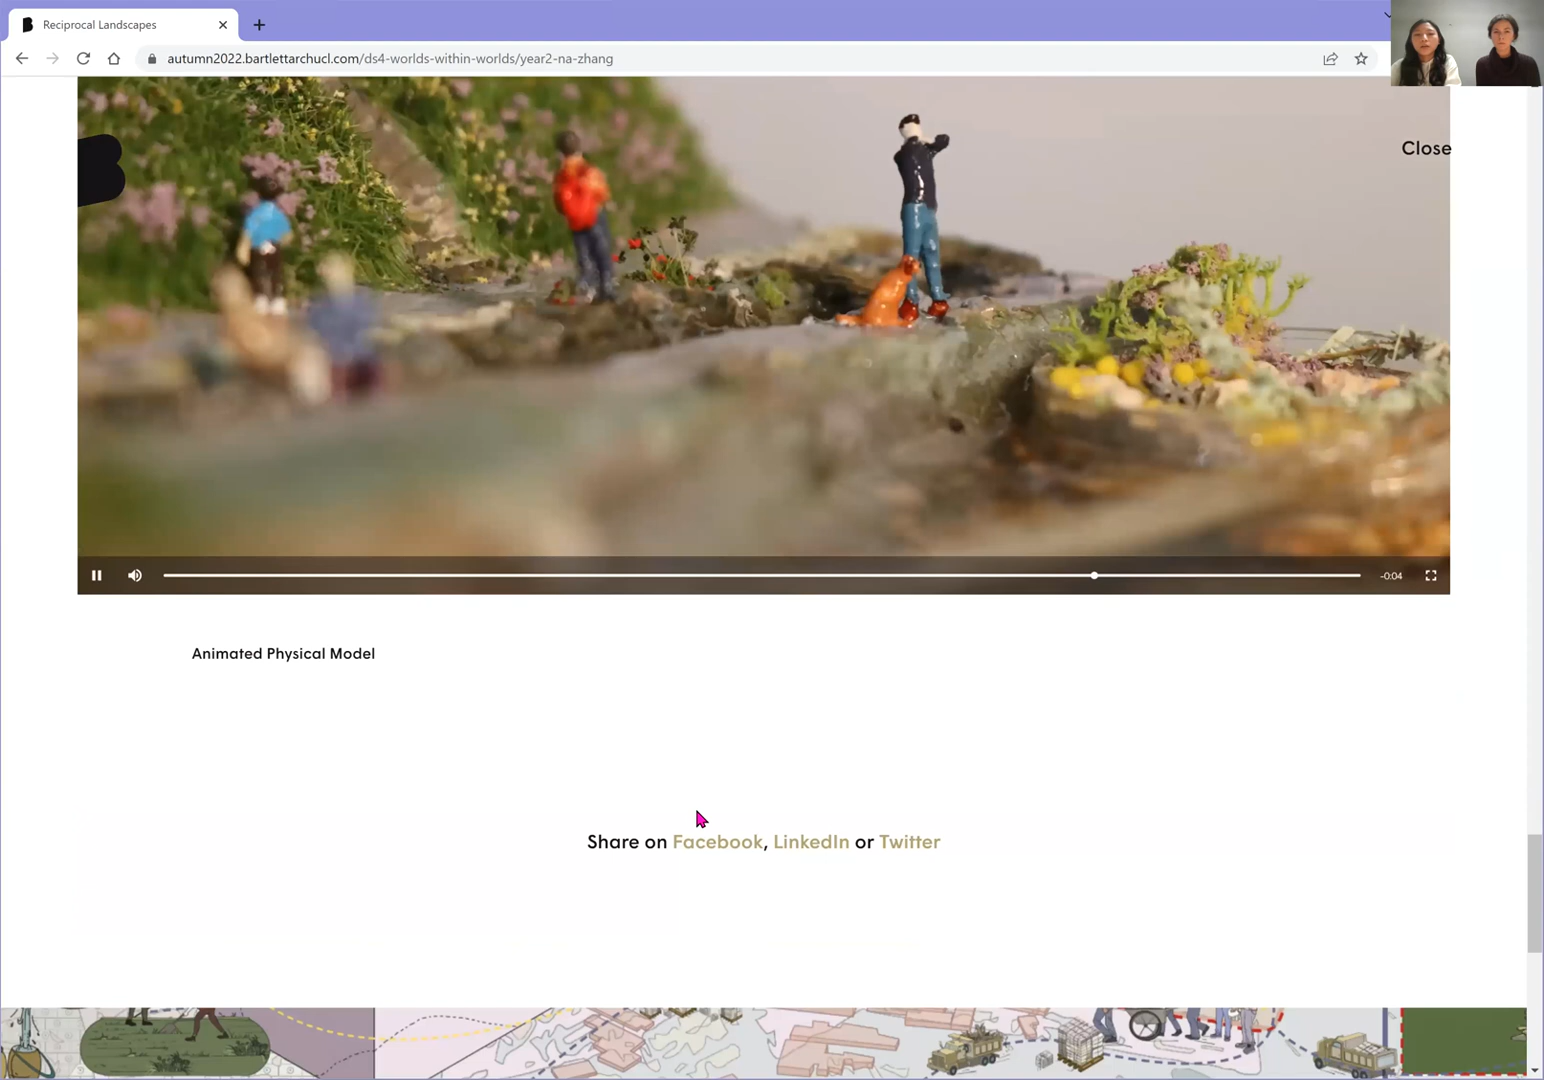 Reciprocal Landscapes
autumn2022.bartlettarchucl.com/ds4-worlds-within-worlds/year2-na-zhang
Close
-0:04
Animated Physical Model
Share on Facebook, LinkedIn or Twitter